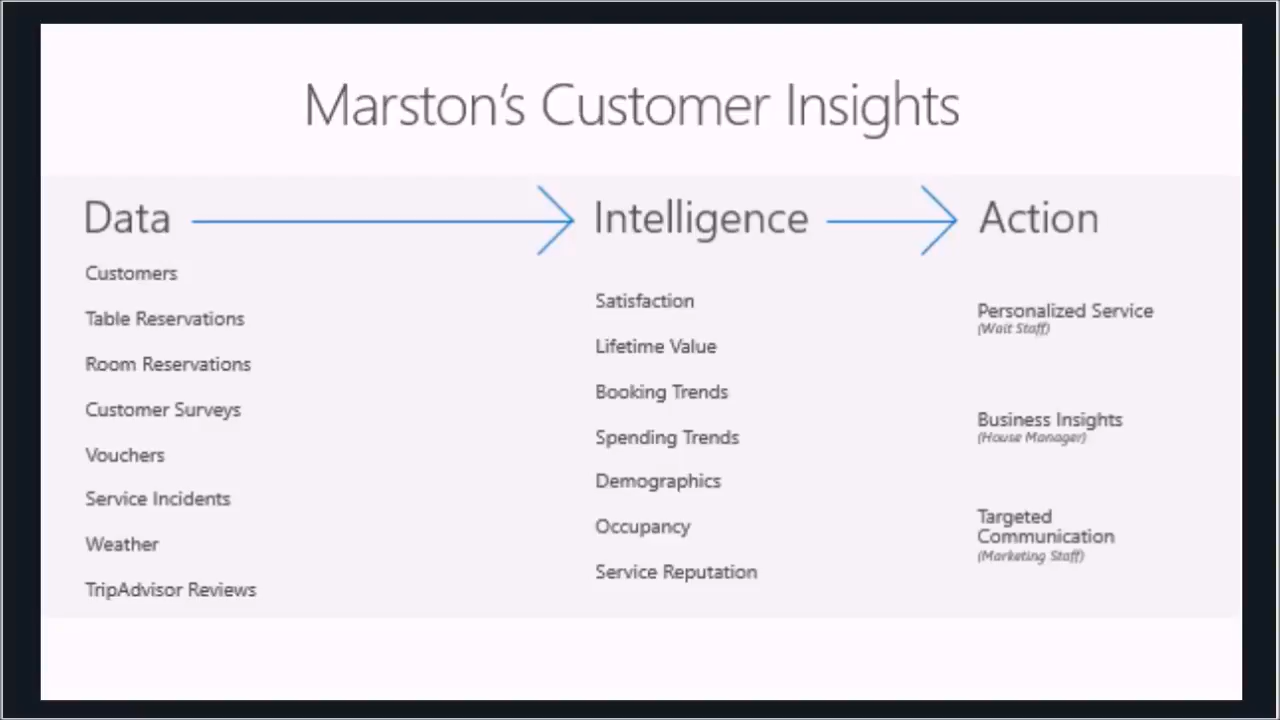 Marston’s Customer Insights
Data
Customers
Table Reservations
Room Reservations
Customer Surveys
Vouchers
Service Incidents
Weather
TripAdvisor Reviews
Intelligence
Satisfaction
Lifetime Value
Booking Trends
Spending Trends
Demographics
Occupancy
Service Reputation
Action
Personalized Service
(Wait Staff)
Business Insights
(House Manager)
Targeted
Communication
(Marketing Staff)